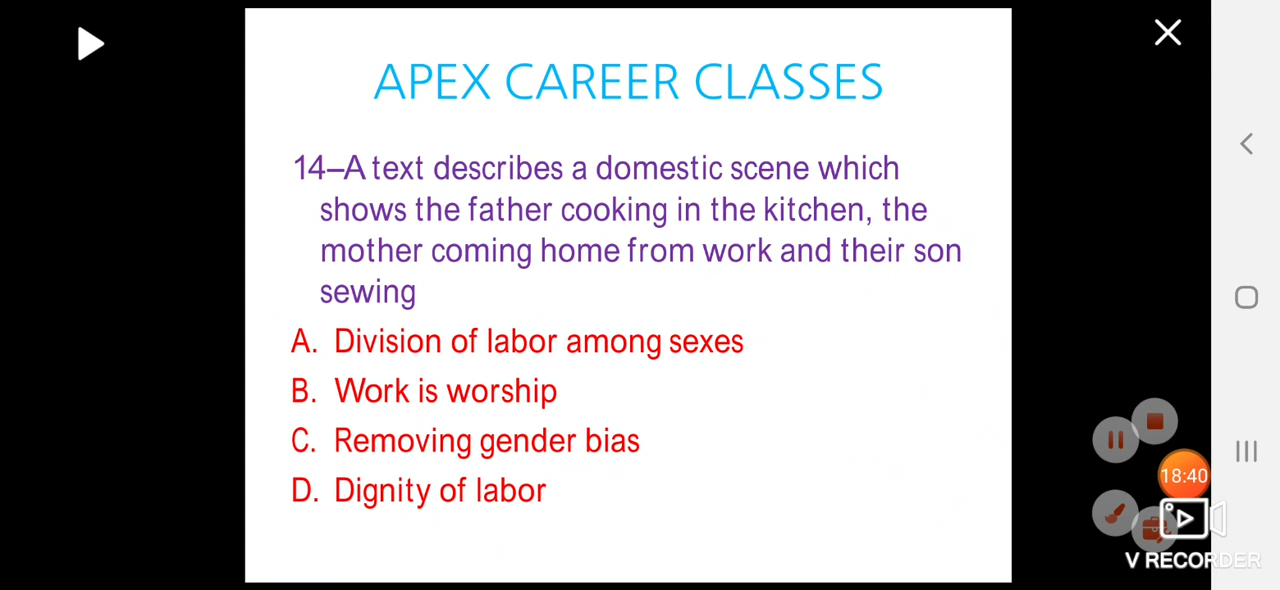 APEX CAREER CLASSES
14–A text describes a domestic scene which
shows the father cooking in the kitchen, the
mother coming home from work and their son
sewing
A. Division of labor among sexes
B. Work is worship
C. Removing gender bias
D. Dignity of labor
18:40
V RECORDER